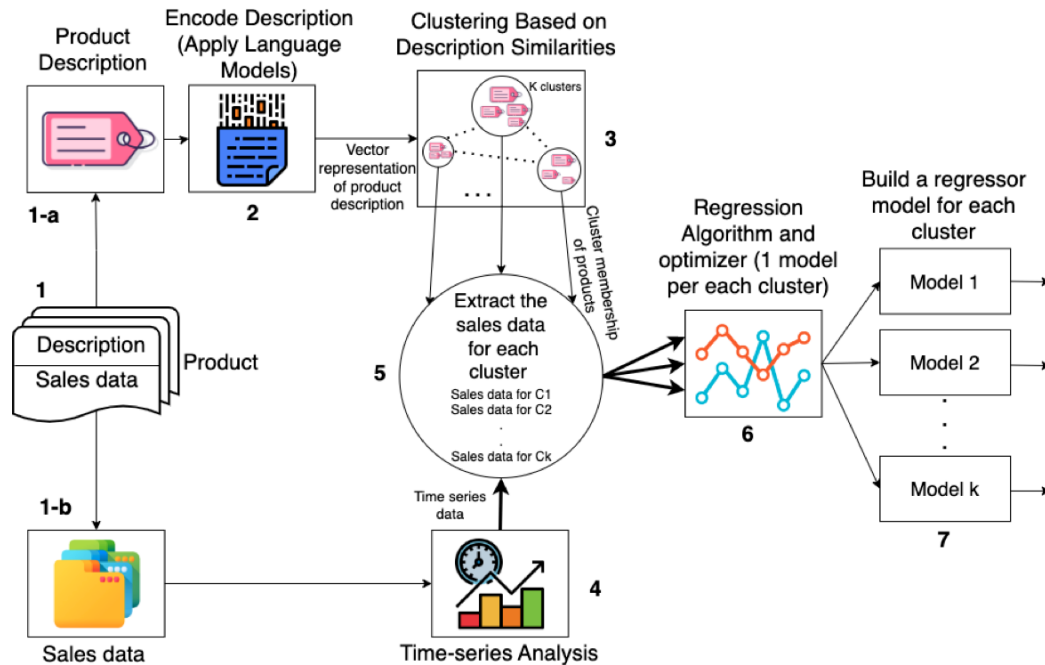 Product
Description
Encode Description
(Apply Language
Models)
Clustering Based on
Description Similarities
K clusters
1-a
2
Vector
representation
of product
description
...
3
Cluster membership
of products
1
Description
Sales data
Product
5
Extract the
sales data
for each
cluster
Sales data for C1
Sales data for C2
.
.
Sales data for Ck
Regression
Algorithm and
optimizer (1 model
per each cluster)
6
Build a regressor
model for each
cluster
Model 1
Model 2
Model k
7
1-b
Sales data
Time series
data
4
Time-series Analysis